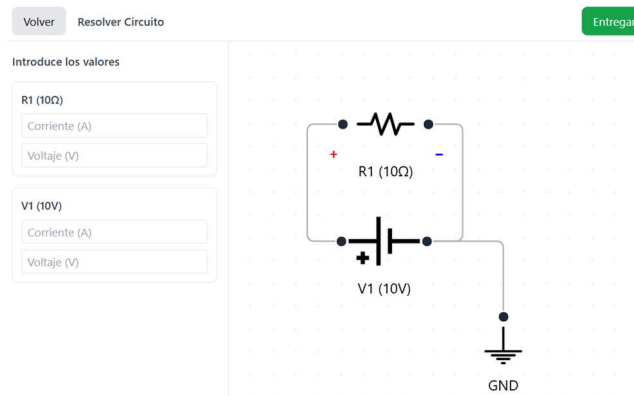 Volver Resolver Circuito Entregar
Introduce los valores
R1 (10Ω)
Corriente (A)
Voltaje (V)
V1 (10V)
Corriente (A)
Voltaje (V)
+ −
R1 (10Ω)
+
V1 (10V)
GND